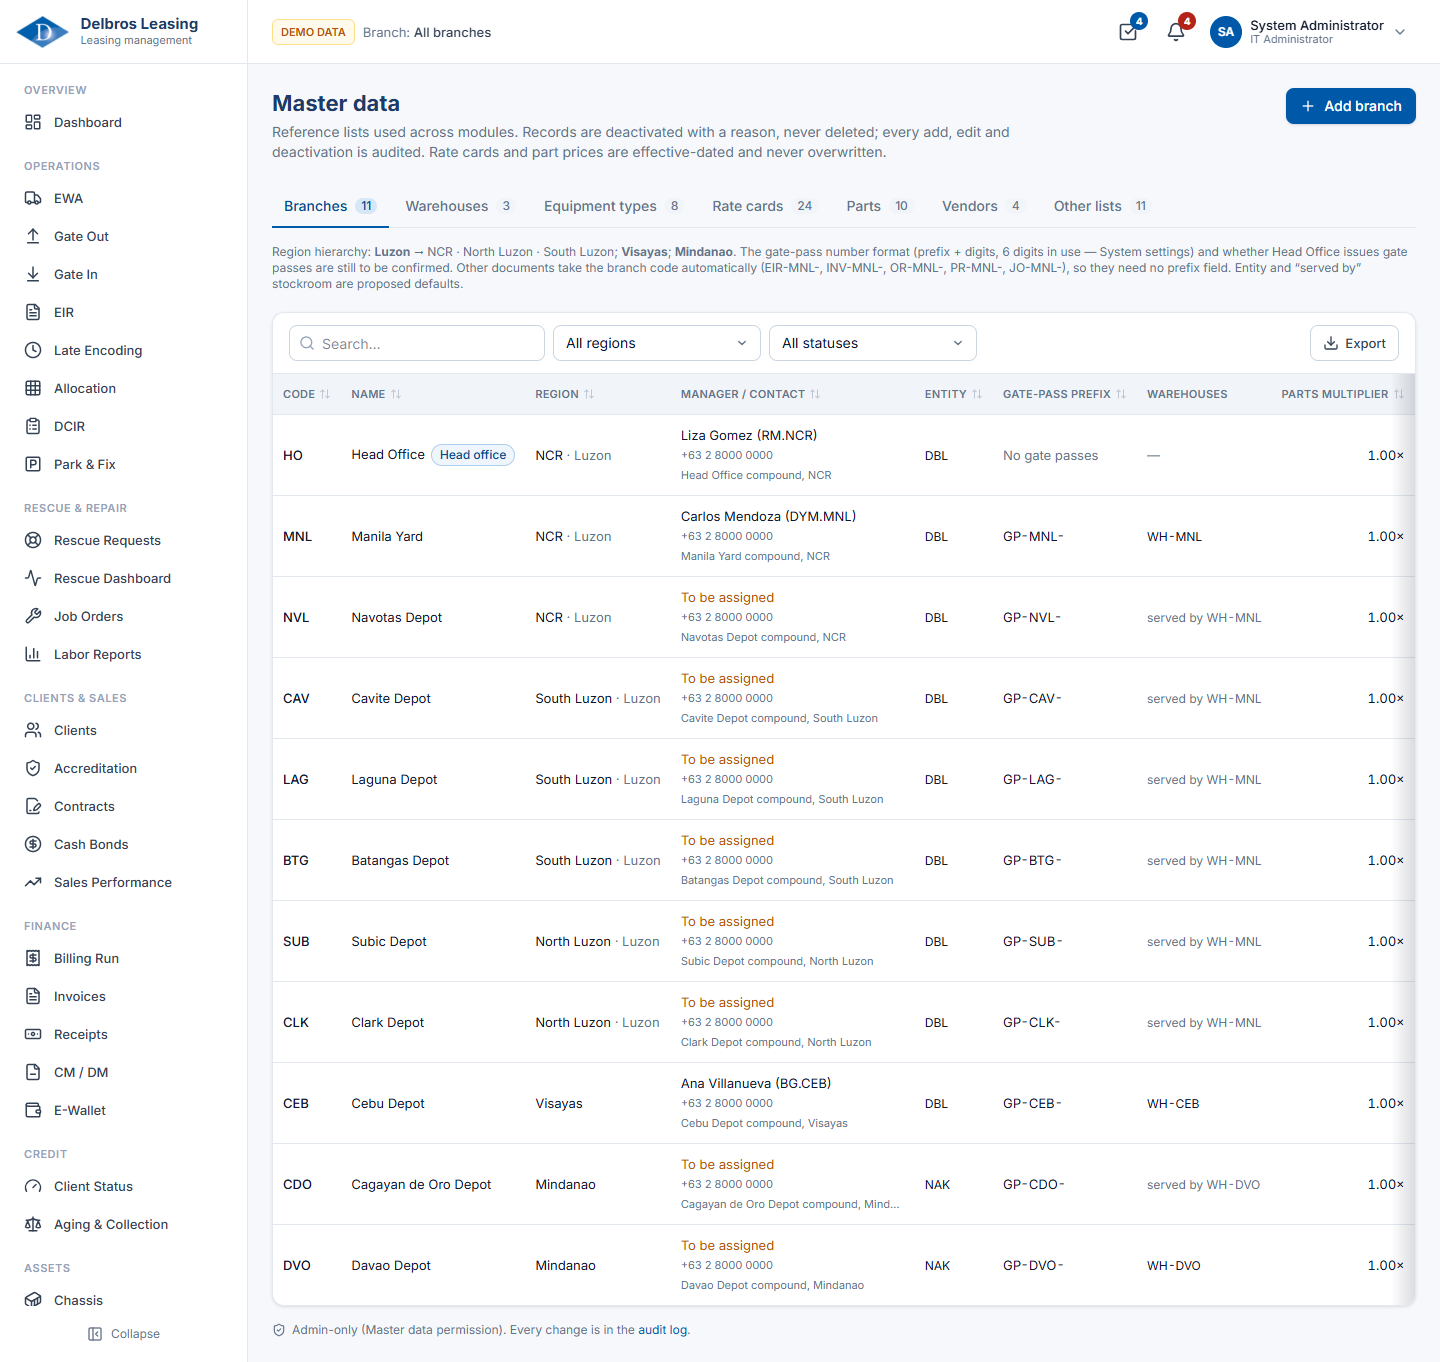 Delbros Leasing
Leasing management
DEMO DATA
Branch: All branches
4
4
SA
System Administrator
IT Administrator
OVERVIEW
Dashboard
OPERATIONS
EWA
Gate Out
Gate In
EIR
Late Encoding
Allocation
DCIR
Park & Fix
RESCUE & REPAIR
Rescue Requests
Rescue Dashboard
Job Orders
Labor Reports
CLIENTS & SALES
Clients
Accreditation
Contracts
Cash Bonds
Sales Performance
FINANCE
Billing Run
Invoices
Receipts
CM / DM
E-Wallet
CREDIT
Client Status
Aging & Collection
ASSETS
Chassis
Collapse
Master data
Add branch
Reference lists used across modules. Records are deactivated with a reason, never deleted; every add, edit and
deactivation is audited. Rate cards and part prices are effective-dated and never overwritten.
Branches 11 Warehouses 3 Equipment types 8 Rate cards 24 Parts 10 Vendors 4 Other lists 11
Region hierarchy: Luzon → NCR · North Luzon · South Luzon; Visayas; Mindanao. The gate-pass number format (prefix + digits, 6 digits in use — System settings) and whether Head Office issues gate
passes are still to be confirmed. Other documents take the branch code automatically (EIR-MNL-, INV-MNL-, OR-MNL-, PR-MNL-, JO-MNL-), so they need no prefix field. Entity and “served by”
stockroom are proposed defaults.
Search... All regions All statuses Export
CODE NAME REGION MANAGER / CONTACT ENTITY GATE-PASS PREFIX WAREHOUSES PARTS MULTIPLIER
Liza Gomez (RM.NCR)
HO Head Office Head office NCR · Luzon +63 2 8000 0000 DBL No gate passes — 1.00×
Head Office compound, NCR
Carlos Mendoza (DYM.MNL)
MNL Manila Yard NCR · Luzon +63 2 8000 0000 DBL GP-MNL- WH-MNL 1.00×
Manila Yard compound, NCR
To be assigned
NVL Navotas Depot NCR · Luzon +63 2 8000 0000 DBL GP-NVL- served by WH-MNL 1.00×
Navotas Depot compound, NCR
To be assigned
CAV Cavite Depot South Luzon · Luzon +63 2 8000 0000 DBL GP-CAV- served by WH-MNL 1.00×
Cavite Depot compound, South Luzon
To be assigned
LAG Laguna Depot South Luzon · Luzon +63 2 8000 0000 DBL GP-LAG- served by WH-MNL 1.00×
Laguna Depot compound, South Luzon
To be assigned
BTG Batangas Depot South Luzon · Luzon +63 2 8000 0000 DBL GP-BTG- served by WH-MNL 1.00×
Batangas Depot compound, South Luzon
To be assigned
SUB Subic Depot North Luzon · Luzon +63 2 8000 0000 DBL GP-SUB- served by WH-MNL 1.00×
Subic Depot compound, North Luzon
To be assigned
CLK Clark Depot North Luzon · Luzon +63 2 8000 0000 DBL GP-CLK- served by WH-MNL 1.00×
Clark Depot compound, North Luzon
Ana Villanueva (BG.CEB)
CEB Cebu Depot Visayas +63 2 8000 0000 DBL GP-CEB- WH-CEB 1.00×
Cebu Depot compound, Visayas
To be assigned
CDO Cagayan de Oro Depot Mindanao +63 2 8000 0000 NAK GP-CDO- served by WH-DVO 1.00×
Cagayan de Oro Depot compound, Mind...
To be assigned
DVO Davao Depot Mindanao +63 2 8000 0000 NAK GP-DVO- WH-DVO 1.00×
Davao Depot compound, Mindanao
Admin-only (Master data permission). Every change is in the audit log.